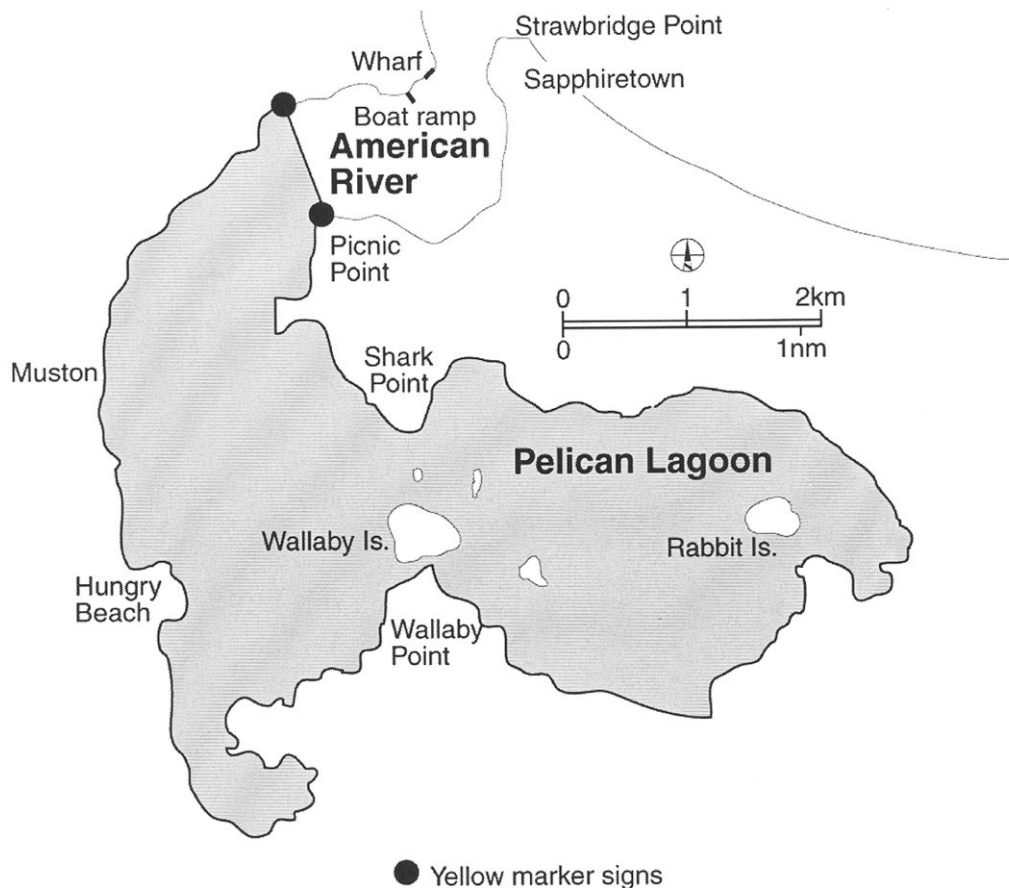 Strawbridge Point
Wharf
Sapphiretown
Boat ramp
American
River
Picnic
Point
N
0 1 2km
0 1nm
Shark
Point
Muston
Pelican Lagoon
Wallaby Is.
Rabbit Is.
Hungry
Beach
Wallaby
Point
Yellow marker signs